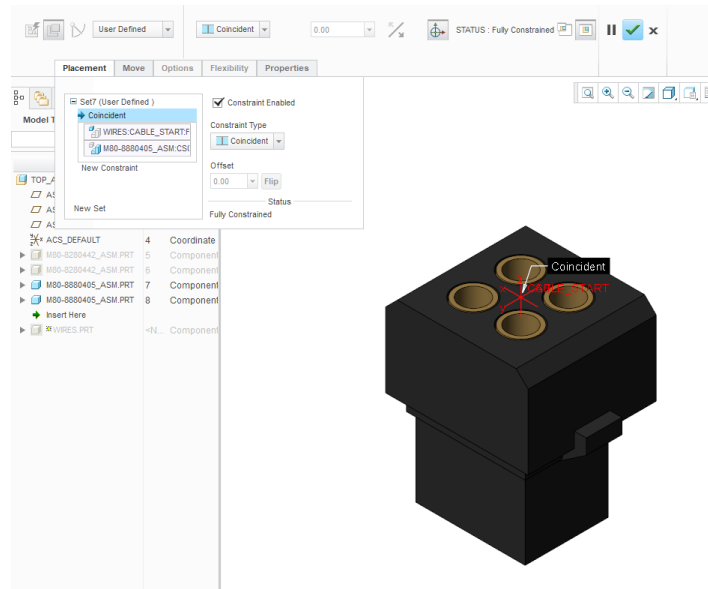 User Defined
Coincident
0.00
STATUS : Fully Constrained
Placement
Move
Options
Flexibility
Properties
Set7 (User Defined )
Coincident
WIRES:CABLE_START:F
M80-8880405_ASM:CS(
New Constraint
New Set
Constraint Enabled
Constraint Type
Coincident
Offset
0.00
Flip
Status
Fully Constrained
Model T
TOP_A
AS
AS
AS
ACS_DEFAULT 4 Coordinate
M80-8280442_ASM.PRT 5 Component
M80-8280442_ASM.PRT 6 Component
M80-8880405_ASM.PRT 7 Component
M80-8880405_ASM.PRT 8 Component
Insert Here
WIRES.PRT <N... Component
Coincident
CABLE_START
X
Y